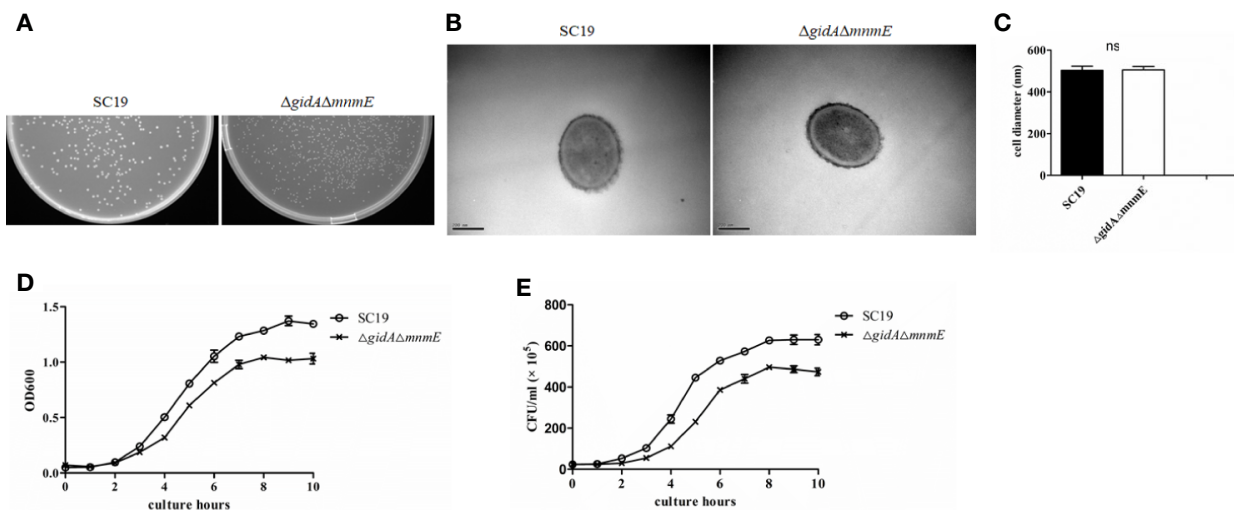 A
SC19
ΔgidAΔmnmE
B
SC19
ΔgidAΔmnmE
C
ns
600
400
200
0
cell diameter (nm)
SC19
△gidA△mnmE
D
1.5
1.0
0.5
0.0
OD600
0
2
4
6
8
10
culture hours
SC19
ΔgidAΔmnmE
E
800
600
400
200
0
CFU/ml (× 10⁵)
0
2
4
6
8
10
culture hours
SC19
ΔgidAΔmnmE